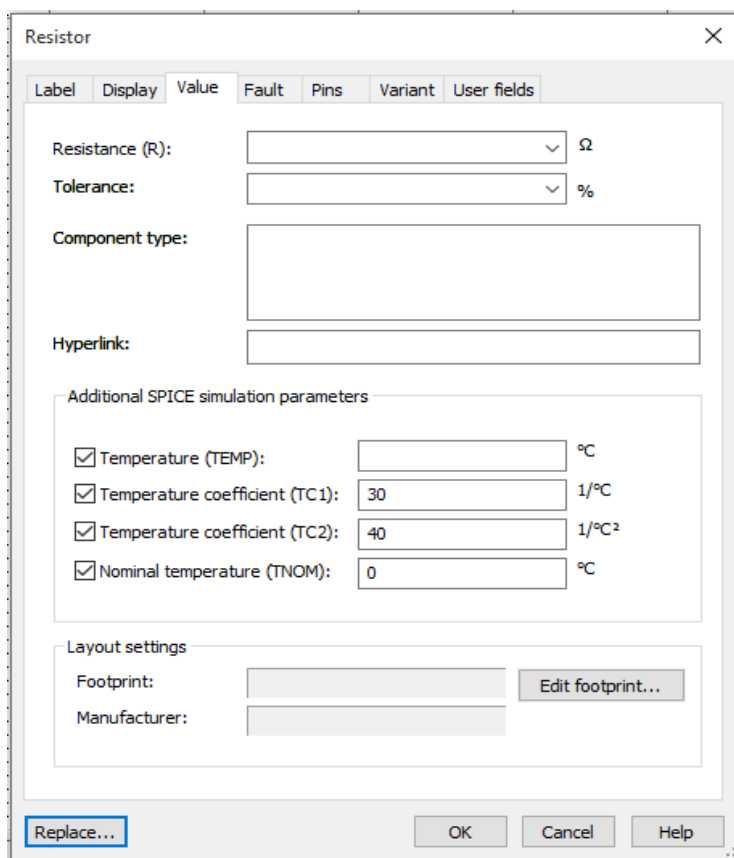 Resistor
Label Display Value Fault Pins Variant User fields
Resistance (R): Ω
Tolerance: %
Component type:
Hyperlink:
Additional SPICE simulation parameters
Temperature (TEMP): °C
Temperature coefficient (TC1): 30 1/°C
Temperature coefficient (TC2): 40 1/°C²
Nominal temperature (TNOM): 0 °C
Layout settings
Footprint: Edit footprint...
Manufacturer:
Replace... OK Cancel Help